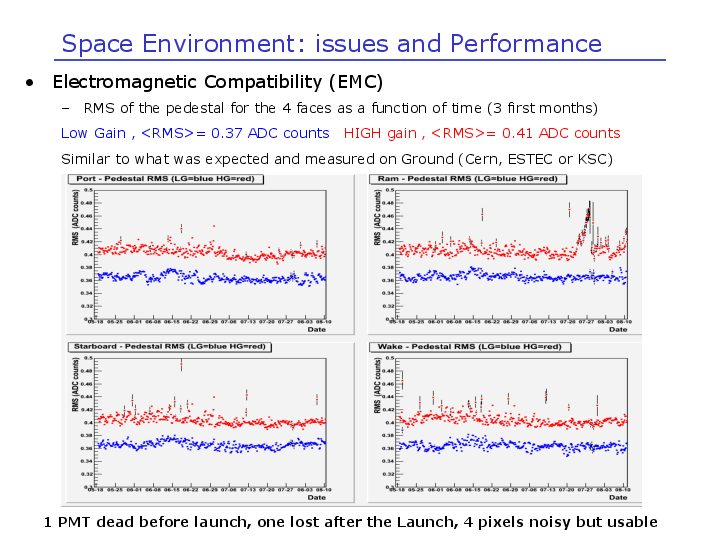 Space Environment: issues and Performance
• Electromagnetic Compatibility (EMC)
– RMS of the pedestal for the 4 faces as a function of time (3 first months)
Low Gain , <RMS>= 0.37 ADC counts HIGH gain , <RMS>= 0.41 ADC counts
Similar to what was expected and measured on Ground (Cern, ESTEC or KSC)
Port - Pedestal RMS (LG=blue HG=red)
RMS (ADC counts)
0.5
0.48
0.46
0.44
0.42
0.4
0.38
0.36
0.34
0.32
0.3
05-18 05-25 06-01 06-08 06-15 06-22 06-29 07-06 07-13 07-20 07-27 08-03 08-10
Date
Ram - Pedestal RMS (LG=blue HG=red)
RMS (ADC counts)
0.5
0.48
0.46
0.44
0.42
0.4
0.38
0.36
0.34
0.32
0.3
05-18 05-25 06-01 06-08 06-15 06-22 06-29 07-06 07-13 07-20 07-27 08-03 08-10
Date
Starboard - Pedestal RMS (LG=blue HG=red)
RMS (ADC counts)
0.5
0.48
0.46
0.44
0.42
0.4
0.38
0.36
0.34
0.32
0.3
05-18 05-25 06-01 06-08 06-15 06-22 06-29 07-06 07-13 07-20 07-27 08-03 08-10
Date
Wake - Pedestal RMS (LG=blue HG=red)
RMS (ADC counts)
0.5
0.48
0.46
0.44
0.42
0.4
0.38
0.36
0.34
0.32
0.3
05-18 05-25 06-01 06-08 06-15 06-22 06-29 07-06 07-13 07-20 07-27 08-03 08-10
Date
1 PMT dead before launch, one lost after the Launch, 4 pixels noisy but usable